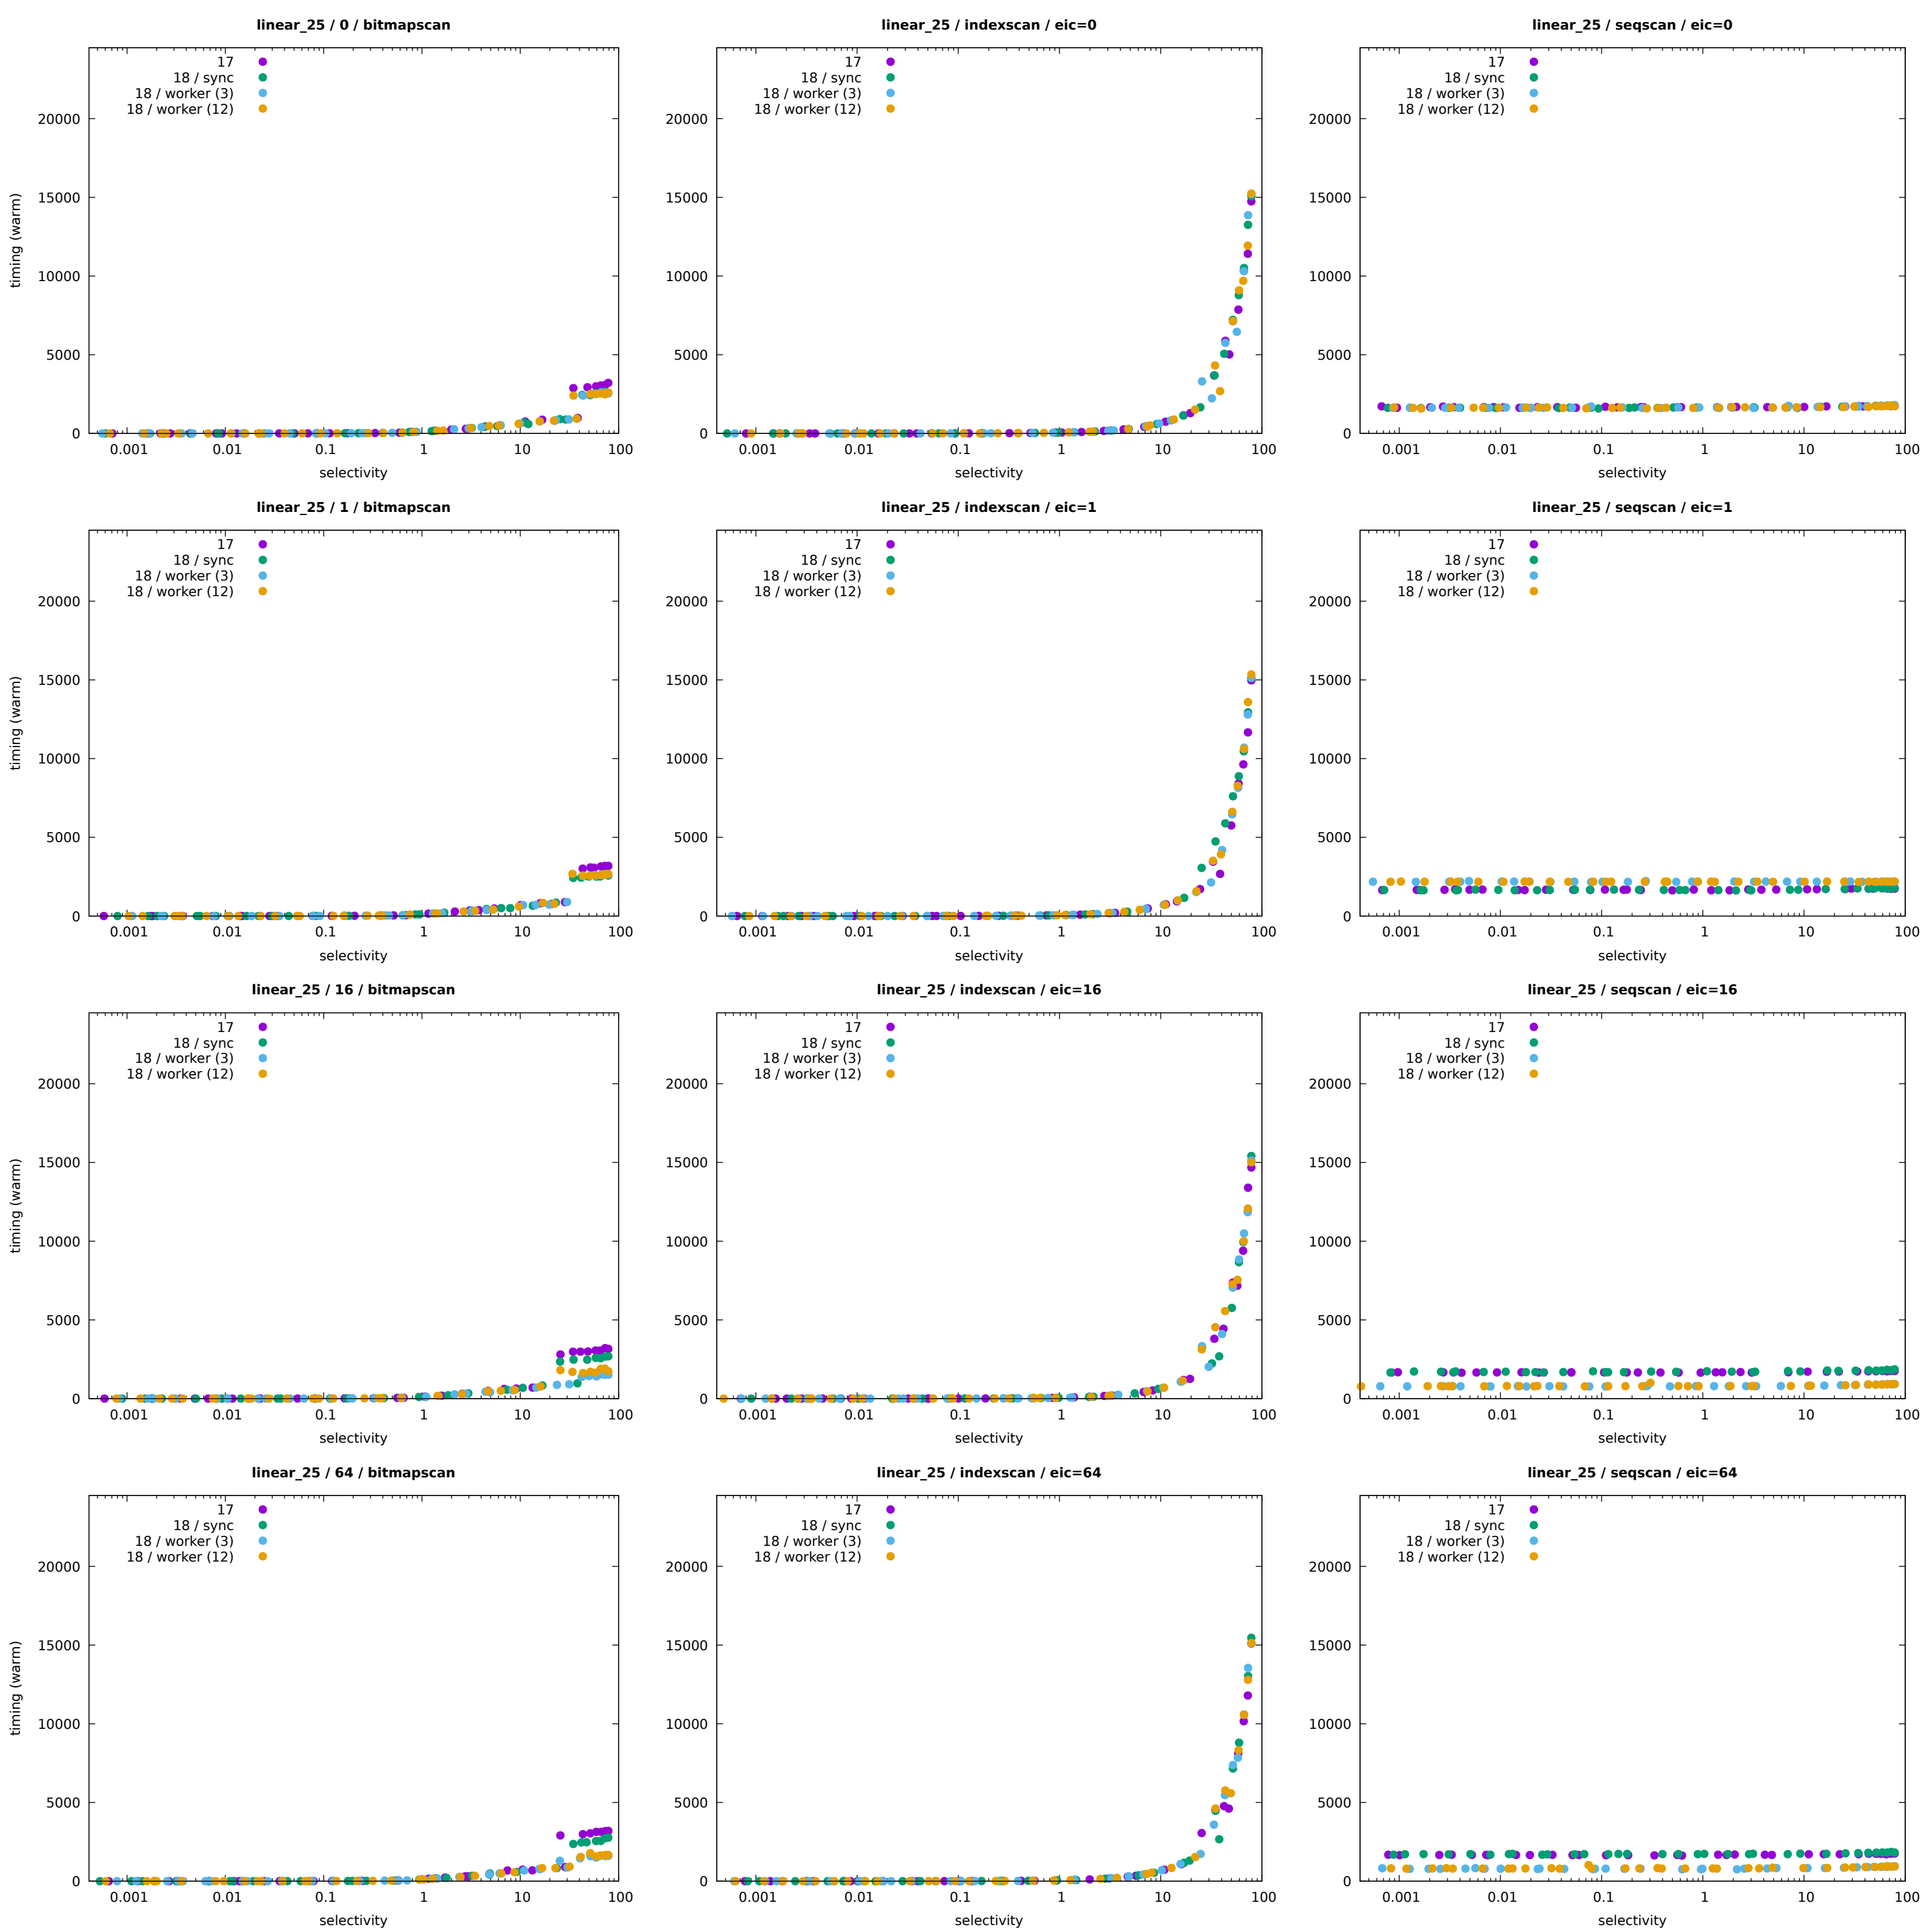 linear_25 / 0 / bitmapscan
17
18 / sync
18 / worker (3)
18 / worker (12)
20000
15000
10000
5000
0
timing (warm)
0.001 0.01 0.1 1 10 100
selectivity
linear_25 / indexscan / eic=0
17
18 / sync
18 / worker (3)
18 / worker (12)
20000
15000
10000
5000
0
0.001 0.01 0.1 1 10 100
selectivity
linear_25 / seqscan / eic=0
17
18 / sync
18 / worker (3)
18 / worker (12)
20000
15000
10000
5000
0
0.001 0.01 0.1 1 10 100
selectivity
linear_25 / 1 / bitmapscan
17
18 / sync
18 / worker (3)
18 / worker (12)
20000
15000
10000
5000
0
timing (warm)
0.001 0.01 0.1 1 10 100
selectivity
linear_25 / indexscan / eic=1
17
18 / sync
18 / worker (3)
18 / worker (12)
20000
15000
10000
5000
0
0.001 0.01 0.1 1 10 100
selectivity
linear_25 / seqscan / eic=1
17
18 / sync
18 / worker (3)
18 / worker (12)
20000
15000
10000
5000
0
0.001 0.01 0.1 1 10 100
selectivity
linear_25 / 16 / bitmapscan
17
18 / sync
18 / worker (3)
18 / worker (12)
20000
15000
10000
5000
0
timing (warm)
0.001 0.01 0.1 1 10 100
selectivity
linear_25 / indexscan / eic=16
17
18 / sync
18 / worker (3)
18 / worker (12)
20000
15000
10000
5000
0
0.001 0.01 0.1 1 10 100
selectivity
linear_25 / seqscan / eic=16
17
18 / sync
18 / worker (3)
18 / worker (12)
20000
15000
10000
5000
0
0.001 0.01 0.1 1 10 100
selectivity
linear_25 / 64 / bitmapscan
17
18 / sync
18 / worker (3)
18 / worker (12)
20000
15000
10000
5000
0
timing (warm)
0.001 0.01 0.1 1 10 100
selectivity
linear_25 / indexscan / eic=64
17
18 / sync
18 / worker (3)
18 / worker (12)
20000
15000
10000
5000
0
0.001 0.01 0.1 1 10 100
selectivity
linear_25 / seqscan / eic=64
17
18 / sync
18 / worker (3)
18 / worker (12)
20000
15000
10000
5000
0
0.001 0.01 0.1 1 10 100
selectivity